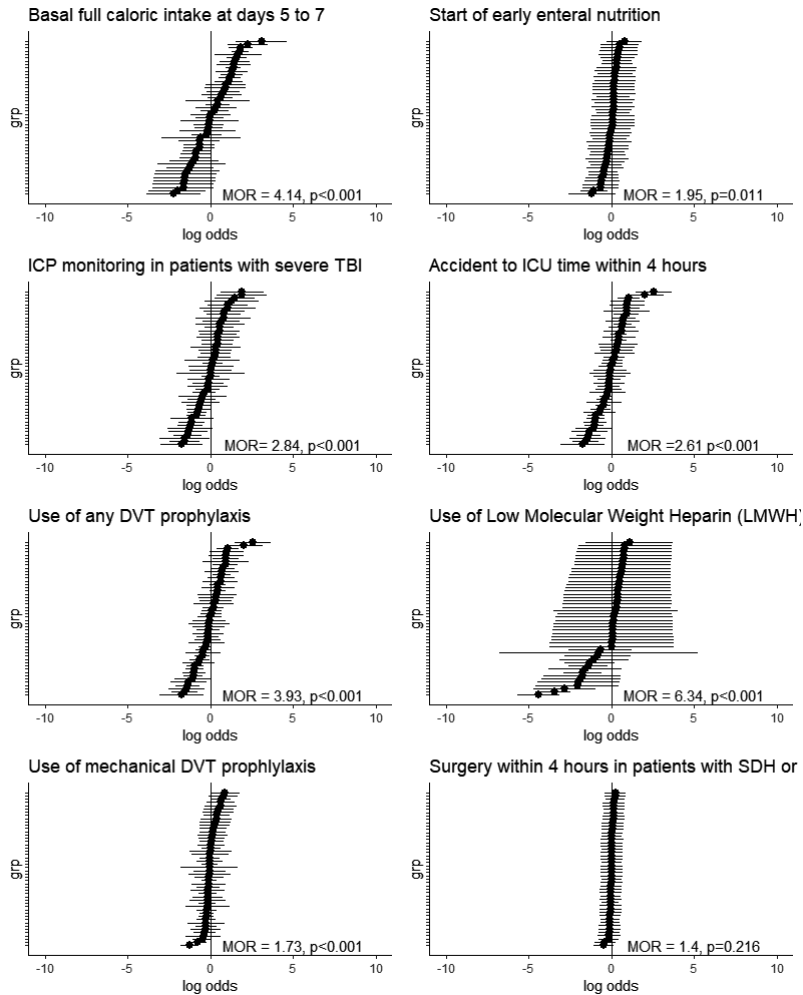 Basal full caloric intake at days 5 to 7
grp
MOR = 4.14, p<0.001
-10 -5 0 5 10
log odds
Start of early enteral nutrition
grp
MOR = 1.95, p=0.011
-10 -5 0 5 10
log odds
ICP monitoring in patients with severe TBI
grp
MOR= 2.84, p<0.001
-10 -5 0 5 10
log odds
Accident to ICU time within 4 hours
grp
MOR =2.61 p<0.001
-10 -5 0 5 10
log odds
Use of any DVT prophylaxis
grp
MOR = 3.93, p<0.001
-10 -5 0 5 10
log odds
Use of Low Molecular Weight Heparin (LMWH)
grp
MOR = 6.34, p<0.001
-10 -5 0 5 10
log odds
Use of mechanical DVT prophlylaxis
grp
MOR = 1.73, p<0.001
-10 -5 0 5 10
log odds
Surgery within 4 hours in patients with SDH or
grp
MOR = 1.4, p=0.216
-10 -5 0 5 10
log odds